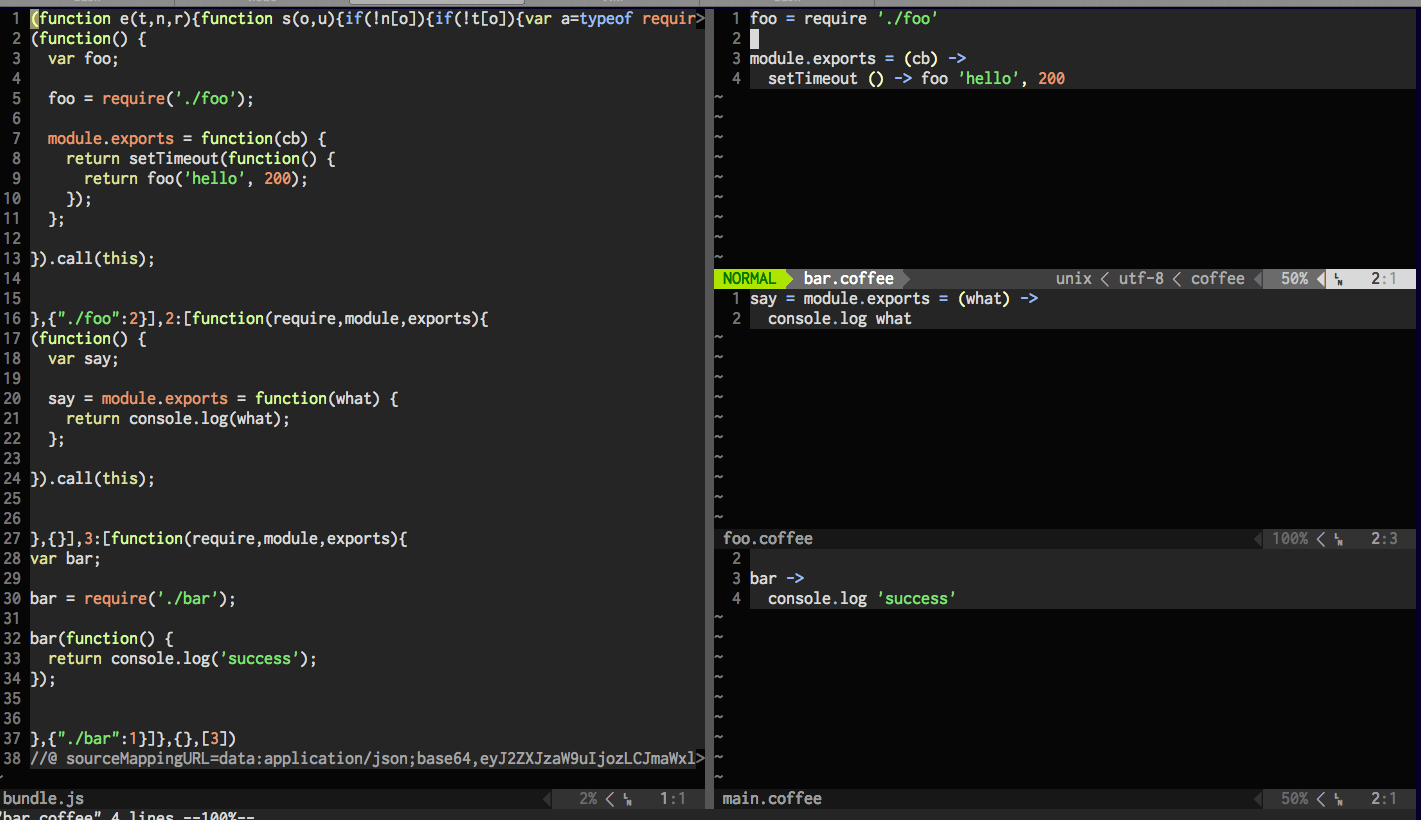 1 (function e(t,n,r){function s(o,u){if(!n[o]){if(!t[o]){var a=typeof requir>
2 (function() {
3   var foo;
4
5   foo = require('./foo');
6
7   module.exports = function(cb) {
8     return setTimeout(function() {
9       return foo('hello', 200);
10     });
11   };
12
13 }).call(this);
14
15
16 },{"./foo":2}],2:[function(require,module,exports){
17 (function() {
18   var say;
19
20   say = module.exports = function(what) {
21     return console.log(what);
22   };
23
24 }).call(this);
25
26
27 },{}],3:[function(require,module,exports){
28 var bar;
29
30 bar = require('./bar');
31
32 bar(function() {
33   return console.log('success');
34 });
35
36
37 },{"./bar":1}]},{},[3])
38 //@ sourceMappingURL=data:application/json;base64,eyJ2ZXJzaW9uIjozLCJmaWxl>
~
bundle.js 2% < LN 1:1
"bar.coffee" 4 lines --100%--
1 foo = require './foo'
2
3 module.exports = (cb) ->
4   setTimeout () -> foo 'hello', 200
~
~
~
~
~
~
~
~
~
NORMAL bar.coffee unix < utf-8 < coffee 50% LN 2:1
1 say = module.exports = (what) ->
2   console.log what
~
~
~
~
~
~
~
~
~
~
foo.coffee 100% < LN 2:3
2
3 bar ->
4   console.log 'success'
~
~
~
~
~
~
~
~
~
main.coffee 50% < LN 2:1